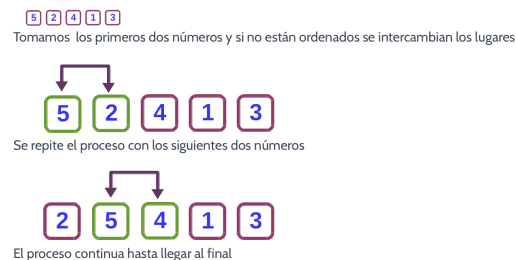 5 2 4 1 3
Tomamos los primeros dos números y si no están ordenados se intercambian los lugares
5 2 4 1 3
Se repite el proceso con los siguientes dos números
2 5 4 1 3
El proceso continua hasta llegar al final